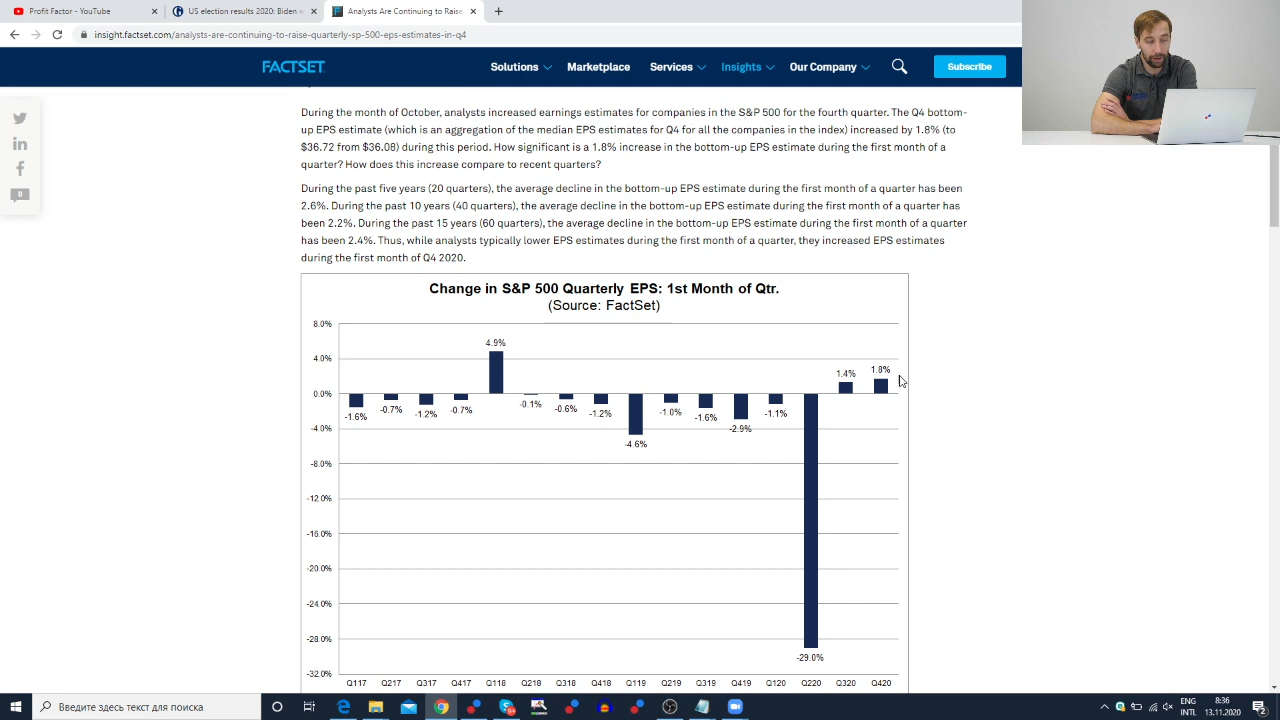 Profit Factor - YouTube
US election results 2020: Biden w
Analysts Are Continuing to Raise
insight.factset.com/analysts-are-continuing-to-raise-quarterly-sp-500-eps-estimates-in-q4
FACTSET
Solutions
Marketplace
Services
Insights
Our Company
Subscribe
0
During the month of October, analysts increased earnings estimates for companies in the S&P 500 for the fourth quarter. The Q4 bottom-
up EPS estimate (which is an aggregation of the median EPS estimates for Q4 for all the companies in the index) increased by 1.8% (to
$36.72 from $36.08) during this period. How significant is a 1.8% increase in the bottom-up EPS estimate during the first month of a
quarter? How does this increase compare to recent quarters?
During the past five years (20 quarters), the average decline in the bottom-up EPS estimate during the first month of a quarter has been
2.6%. During the past 10 years (40 quarters), the average decline in the bottom-up EPS estimate during the first month of a quarter has
been 2.2%. During the past 15 years (60 quarters), the average decline in the bottom-up EPS estimate during the first month of a quarter
has been 2.4%. Thus, while analysts typically lower EPS estimates during the first month of a quarter, they increased EPS estimates
during the first month of Q4 2020.
Change in S&P 500 Quarterly EPS: 1st Month of Qtr.
(Source: FactSet)
8.0%
4.0%
0.0%
-4.0%
-8.0%
-12.0%
-16.0%
-20.0%
-24.0%
-28.0%
-32.0%
-1.6%
-0.7%
-1.2%
-0.7%
4.9%
-0.1%
-0.6%
-1.2%
-4.6%
-1.0%
-1.6%
-2.9%
-1.1%
-29.0%
1.4%
1.8%
Q117 Q217 Q317 Q417 Q118 Q218 Q318 Q418 Q119 Q219 Q319 Q419 Q120 Q220 Q320 Q420
Введите здесь текст для поиска
ENG
INTL
8:36
13.11.2020
2